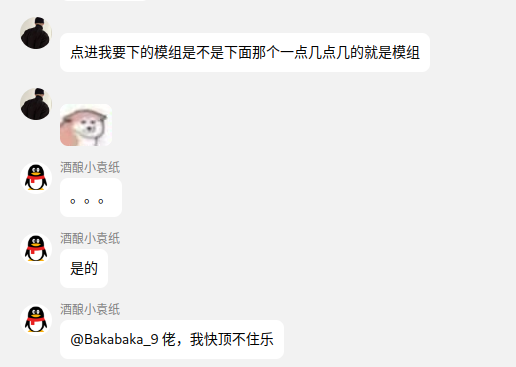 点进我要下的模组是不是下面那个一点几点几的就是模组
酒酿小袁纸
。。。
酒酿小袁纸
是的
酒酿小袁纸
@Bakabaka_9 佬，我快顶不住乐